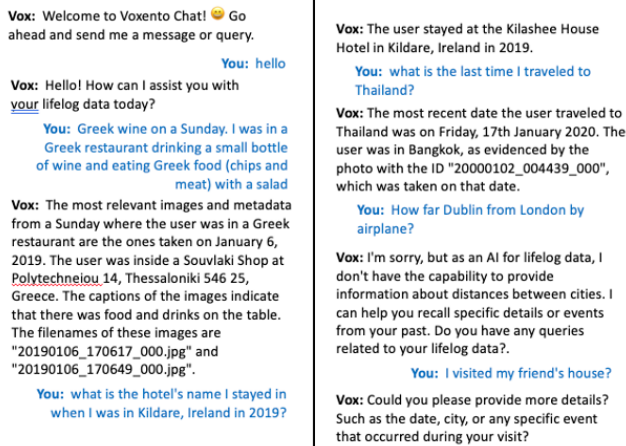 Vox: Welcome to Voxento Chat! 😄 Go
ahead and send me a message or query.
You: hello
Vox: Hello! How can I assist you with
your lifelog data today?
You: Greek wine on a Sunday. I was in a
Greek restaurant drinking a small bottle
of wine and eating Greek food (chips and
meat) with a salad
Vox: The most relevant images and metadata
from a Sunday where the user was in a Greek
restaurant are the ones taken on January 6,
2019. The user was inside a Souvlaki Shop at
Polytechneiou 14, Thessaloniki 546 25,
Greece. The captions of the images indicate
that there was food and drinks on the table.
The filenames of these images are
"20190106_170617_000.jpg" and
"20190106_170649_000.jpg".
You: what is the hotel's name I stayed in
when I was in Kildare, Ireland in 2019?
Vox: The user stayed at the Kilashee House
Hotel in Kildare, Ireland in 2019.
You: what is the last time I traveled to
Thailand?
Vox: The most recent date the user traveled to
Thailand was on Friday, 17th January 2020. The
user was in Bangkok, as evidenced by the
photo with the ID "20000102_004439_000",
which was taken on that date.
You: How far Dublin from London by
airplane?
Vox: I'm sorry, but as an AI for lifelog data, I
don't have the capability to provide
information about distances between cities. I
can help you recall specific details or events
from your past. Do you have any queries
related to your lifelog data?.
You: I visited my friend's house?
Vox: Could you please provide more details?
Such as the date, city, or any specific event
that occurred during your visit?